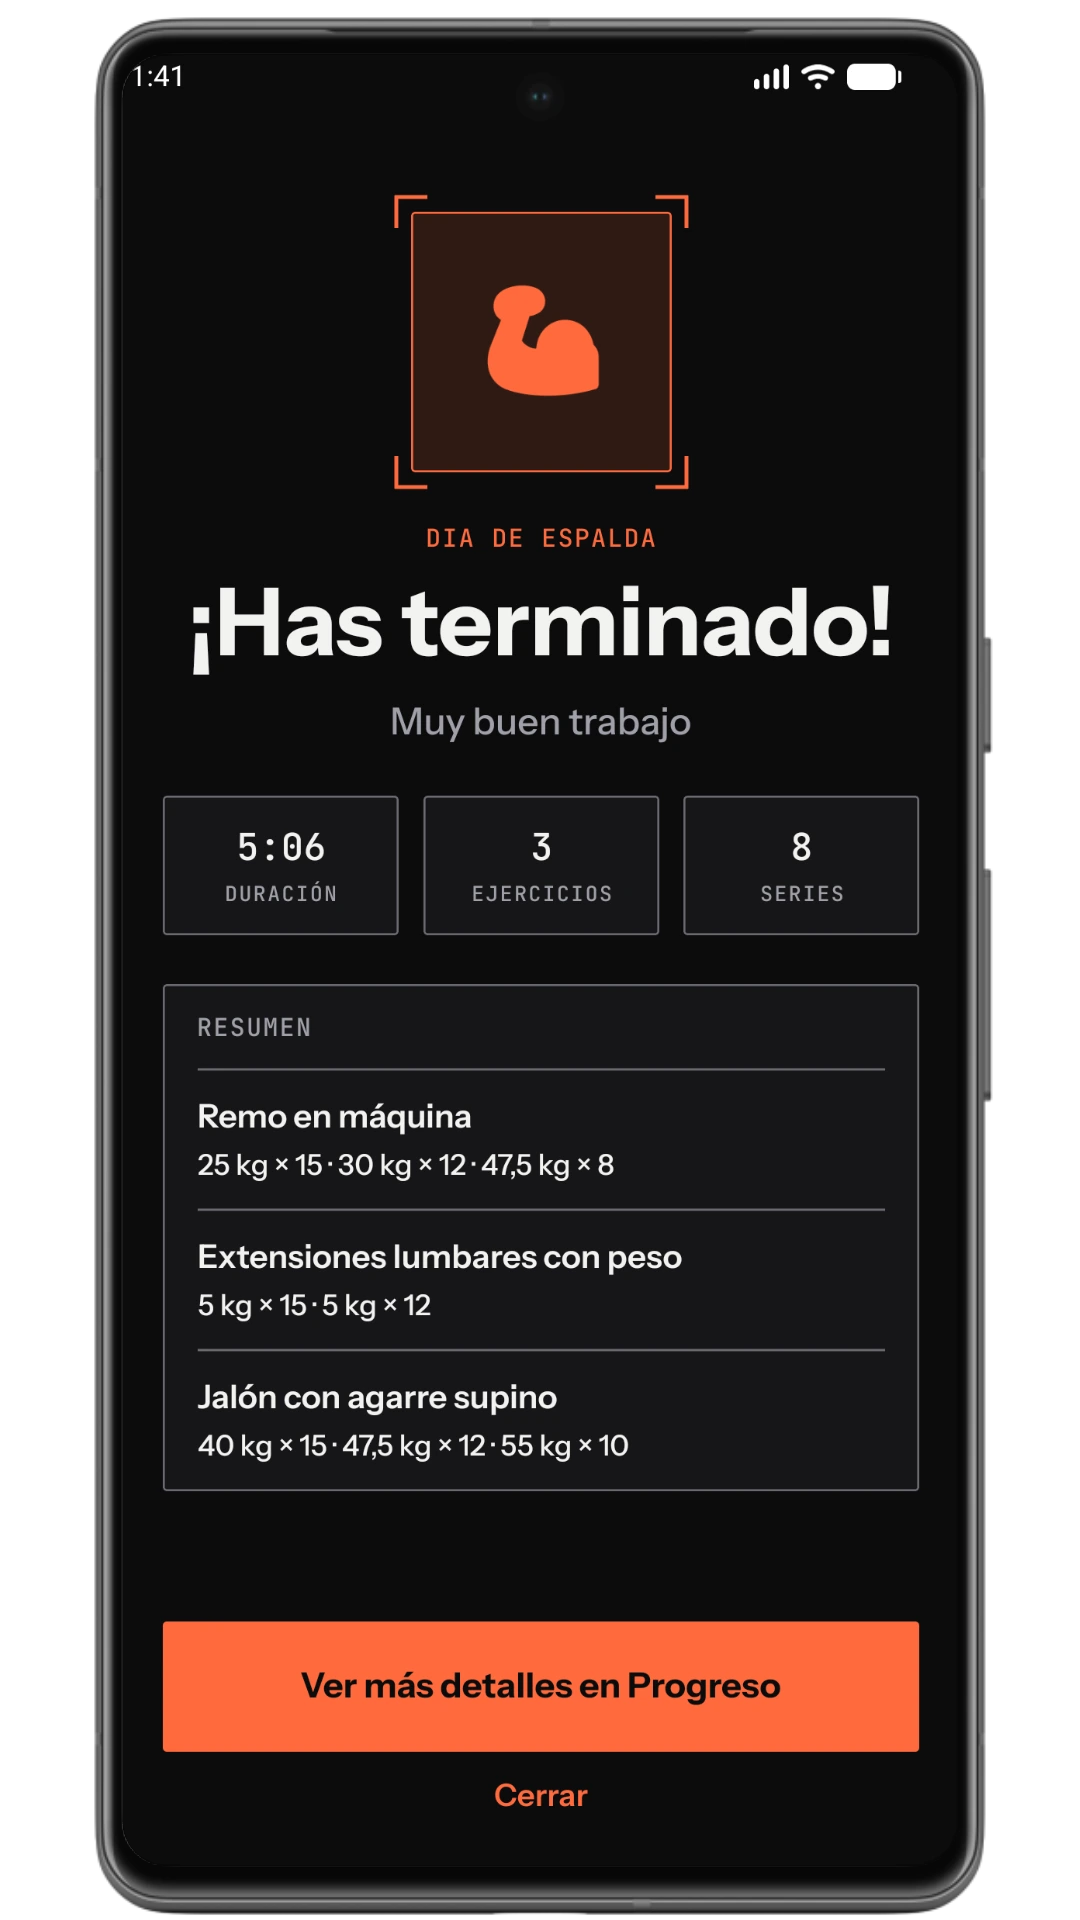 1:41
DIA DE ESPALDA
¡Has terminado!
Muy buen trabajo
5:06
DURACIÓN
3
EJERCICIOS
8
SERIES
RESUMEN
Remo en máquina
25 kg × 15 · 30 kg × 12 · 47,5 kg × 8
Extensiones lumbares con peso
5 kg × 15 · 5 kg × 12
Jalón con agarre supino
40 kg × 15 · 47,5 kg × 12 · 55 kg × 10
Ver más detalles en Progreso
Cerrar